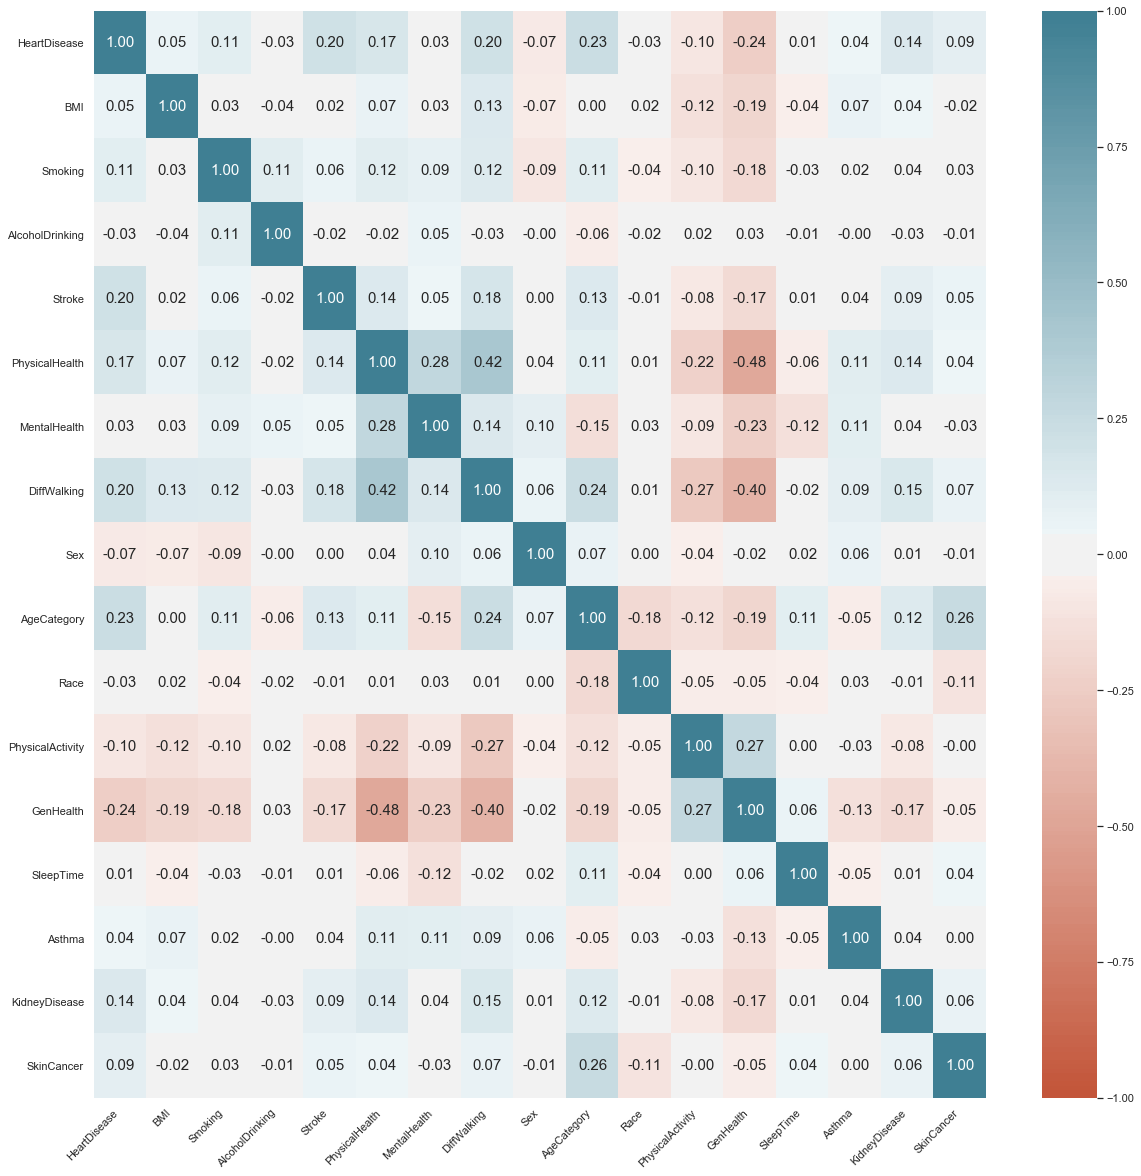 HeartDisease 1.00 0.05 0.11 -0.03 0.20 0.17 0.03 0.20 -0.07 0.23 -0.03 -0.10 -0.24 0.01 0.04 0.14 0.09
BMI 0.05 1.00 0.03 -0.04 0.02 0.07 0.03 0.13 -0.07 0.00 0.02 -0.12 -0.19 -0.04 0.07 0.04 -0.02
Smoking 0.11 0.03 1.00 0.11 0.06 0.12 0.09 0.12 -0.09 0.11 -0.04 -0.10 -0.18 -0.03 0.02 0.04 0.03
AlcoholDrinking -0.03 -0.04 0.11 1.00 -0.02 -0.02 0.05 -0.03 -0.00 -0.06 -0.02 0.02 0.03 -0.01 -0.00 -0.03 -0.01
Stroke 0.20 0.02 0.06 -0.02 1.00 0.14 0.05 0.18 0.00 0.13 -0.01 -0.08 -0.17 0.01 0.04 0.09 0.05
PhysicalHealth 0.17 0.07 0.12 -0.02 0.14 1.00 0.28 0.42 0.04 0.11 0.01 -0.22 -0.48 -0.06 0.11 0.14 0.04
MentalHealth 0.03 0.03 0.09 0.05 0.05 0.28 1.00 0.14 0.10 -0.15 0.03 -0.09 -0.23 -0.12 0.11 0.04 -0.03
DiffWalking 0.20 0.13 0.12 -0.03 0.18 0.42 0.14 1.00 0.06 0.24 0.01 -0.27 -0.40 -0.02 0.09 0.15 0.07
Sex -0.07 -0.07 -0.09 -0.00 0.00 0.04 0.10 0.06 1.00 0.07 0.00 -0.04 -0.02 0.02 0.06 0.01 -0.01
AgeCategory 0.23 0.00 0.11 -0.06 0.13 0.11 -0.15 0.24 0.07 1.00 -0.18 -0.12 -0.19 0.11 -0.05 0.12 0.26
Race -0.03 0.02 -0.04 -0.02 -0.01 0.01 0.03 0.01 0.00 -0.18 1.00 -0.05 -0.05 -0.04 0.03 -0.01 -0.11
PhysicalActivity -0.10 -0.12 -0.10 0.02 -0.08 -0.22 -0.09 -0.27 -0.04 -0.12 -0.05 1.00 0.27 0.00 -0.03 -0.08 -0.00
GenHealth -0.24 -0.19 -0.18 0.03 -0.17 -0.48 -0.23 -0.40 -0.02 -0.19 -0.05 0.27 1.00 0.06 -0.13 -0.17 -0.05
SleepTime 0.01 -0.04 -0.03 -0.01 0.01 -0.06 -0.12 -0.02 0.02 0.11 -0.04 0.00 0.06 1.00 -0.05 0.01 0.04
Asthma 0.04 0.07 0.02 -0.00 0.04 0.11 0.11 0.09 0.06 -0.05 0.03 -0.03 -0.13 -0.05 1.00 0.04 0.00
KidneyDisease 0.14 0.04 0.04 -0.03 0.09 0.14 0.04 0.15 0.01 0.12 -0.01 -0.08 -0.17 0.01 0.04 1.00 0.06
SkinCancer 0.09 -0.02 0.03 -0.01 0.05 0.04 -0.03 0.07 -0.01 0.26 -0.11 -0.00 -0.05 0.04 0.00 0.06 1.00
HeartDisease BMI Smoking AlcoholDrinking Stroke PhysicalHealth MentalHealth DiffWalking Sex AgeCategory Race PhysicalActivity GenHealth SleepTime Asthma KidneyDisease SkinCancer
1.00
0.75
0.50
0.25
0.00
−0.25
−0.50
−0.75
−1.00